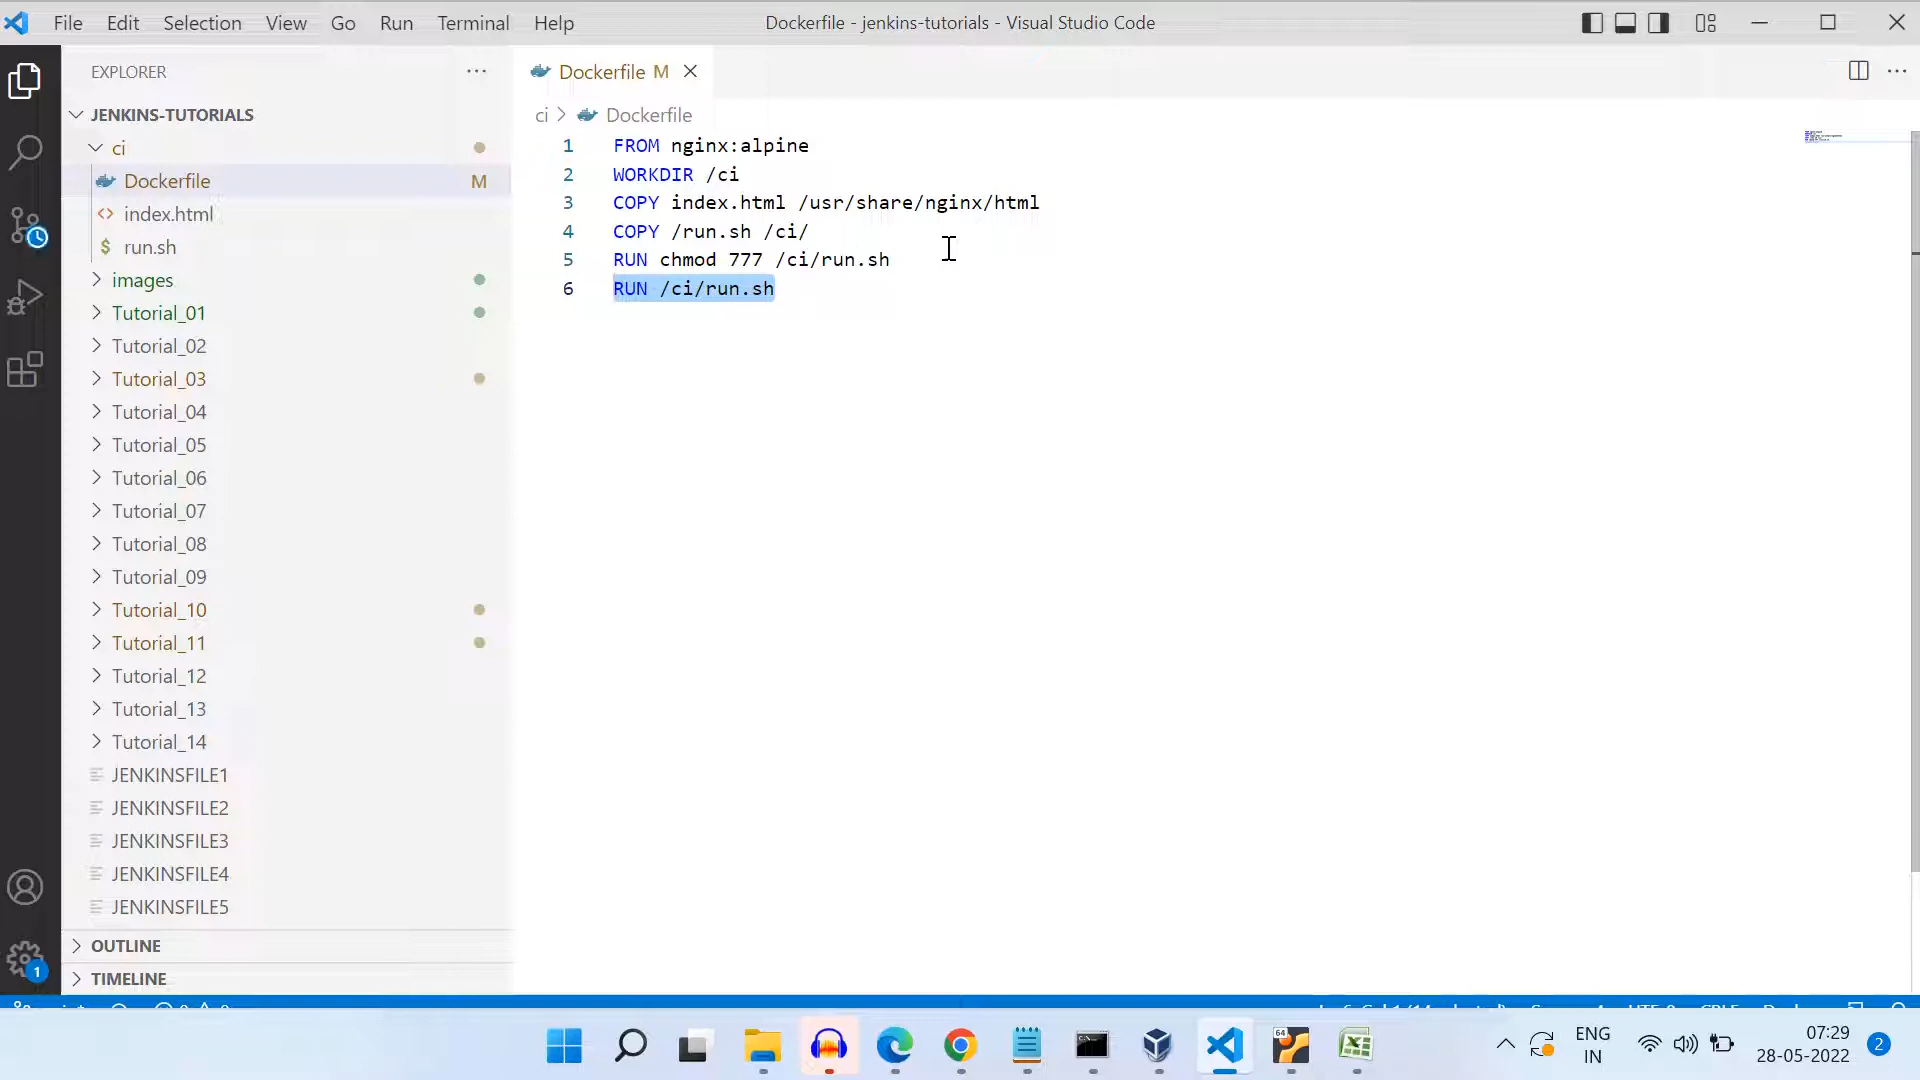 File Edit Selection View Go Run Terminal Help
Dockerfile - jenkins-tutorials - Visual Studio Code
EXPLORER
JENKINS-TUTORIALS
ci
Dockerfile M
index.html
$ run.sh
images
Tutorial_01
Tutorial_02
Tutorial_03
Tutorial_04
Tutorial_05
Tutorial_06
Tutorial_07
Tutorial_08
Tutorial_09
Tutorial_10
Tutorial_11
Tutorial_12
Tutorial_13
Tutorial_14
JENKINSFILE1
JENKINSFILE2
JENKINSFILE3
JENKINSFILE4
JENKINSFILE5
OUTLINE
TIMELINE
1
Dockerfile M
ci > Dockerfile
1 FROM nginx:alpine
2 WORKDIR /ci
3 COPY index.html /usr/share/nginx/html
4 COPY /run.sh /ci/
5 RUN chmod 777 /ci/run.sh
6 RUN /ci/run.sh
64
ENG
IN
07:29
28-05-2022
2